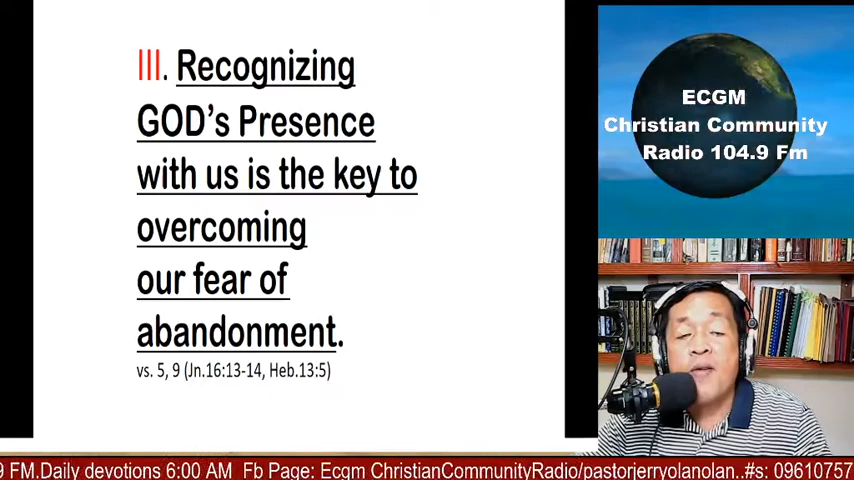 III. Recognizing
GOD's Presence
with us is the key to
overcoming
our fear of
abandonment.
vs. 5, 9 (Jn.16:13-14, Heb.13:5)
ECGM
Christian Community
Radio 104.9 Fm
9 FM.Daily devotions 6:00 AM Fb Page: Ecgm ChristianCommunityRadio/pastorjerryolanolan..#s: 09610757